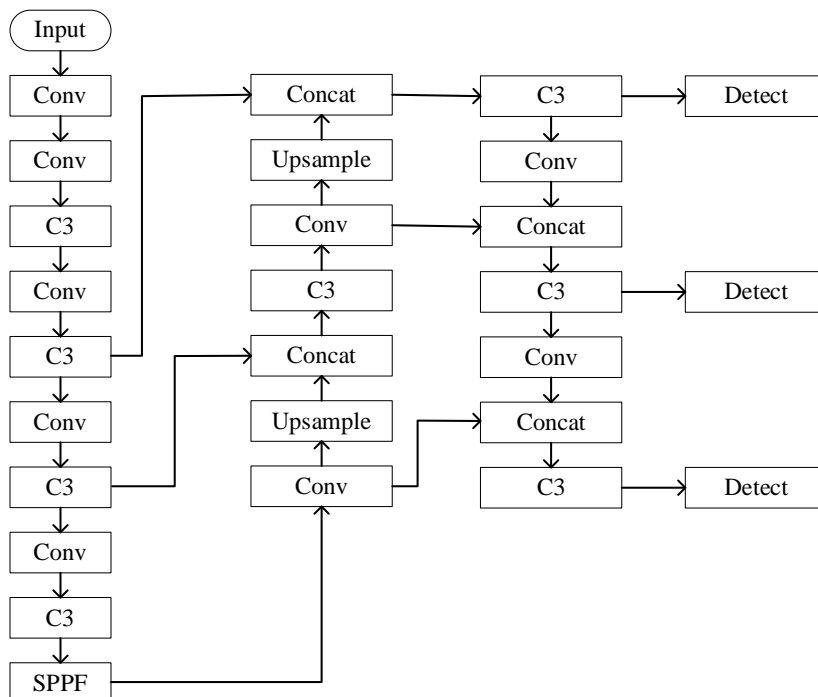 Input
Conv
Conv
C3
Conv
C3
Conv
C3
Conv
C3
SPPF
Concat
Upsample
Conv
C3
Concat
Upsample
Conv
C3
Conv
Concat
C3
Conv
Concat
C3
Detect
Detect
Detect